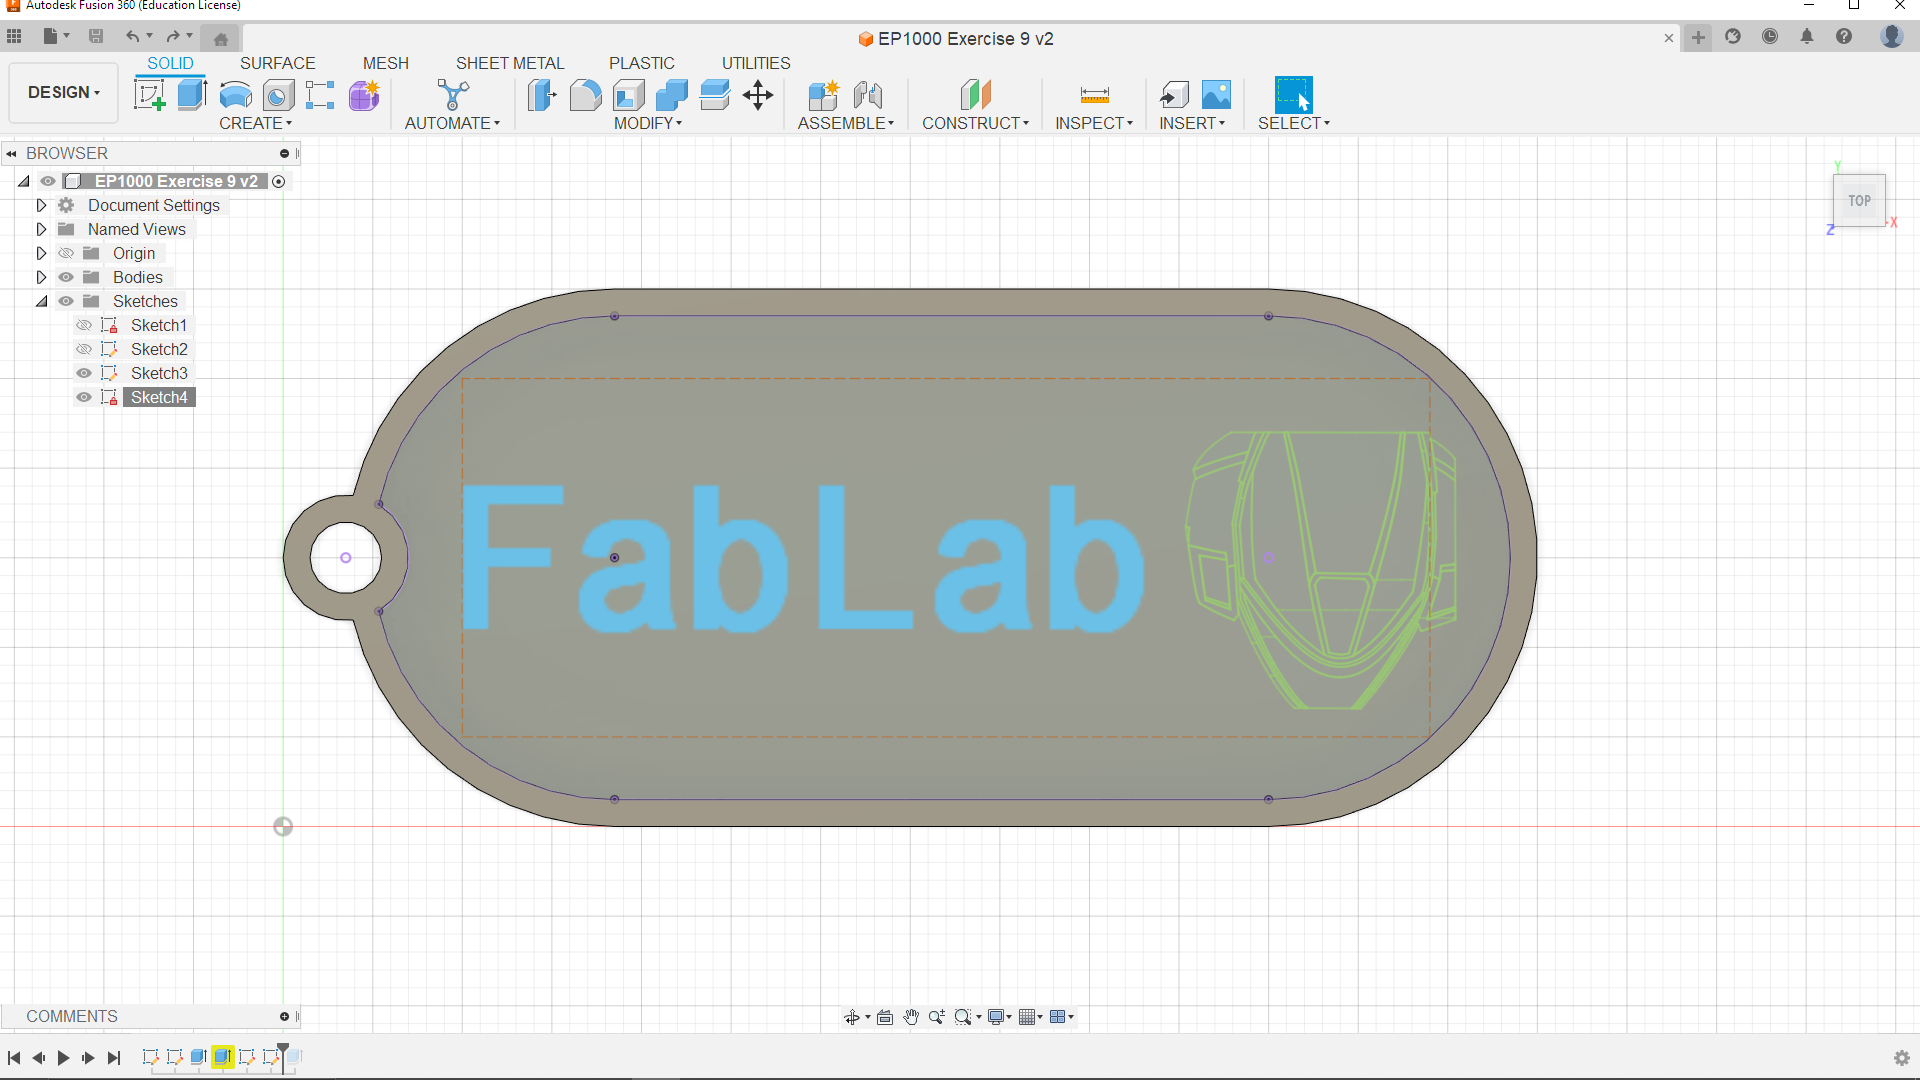 Autodesk Fusion 360 (Education License)
EP1000 Exercise 9 v2
DESIGN
SOLID SURFACE MESH SHEET METAL PLASTIC UTILITIES
CREATE AUTOMATE MODIFY ASSEMBLE CONSTRUCT INSPECT INSERT SELECT
BROWSER
EP1000 Exercise 9 v2
Document Settings
Named Views
Origin
Bodies
Sketches
Sketch1
Sketch2
Sketch3
Sketch4
Y
TOP
X
Z
FabLab
COMMENTS